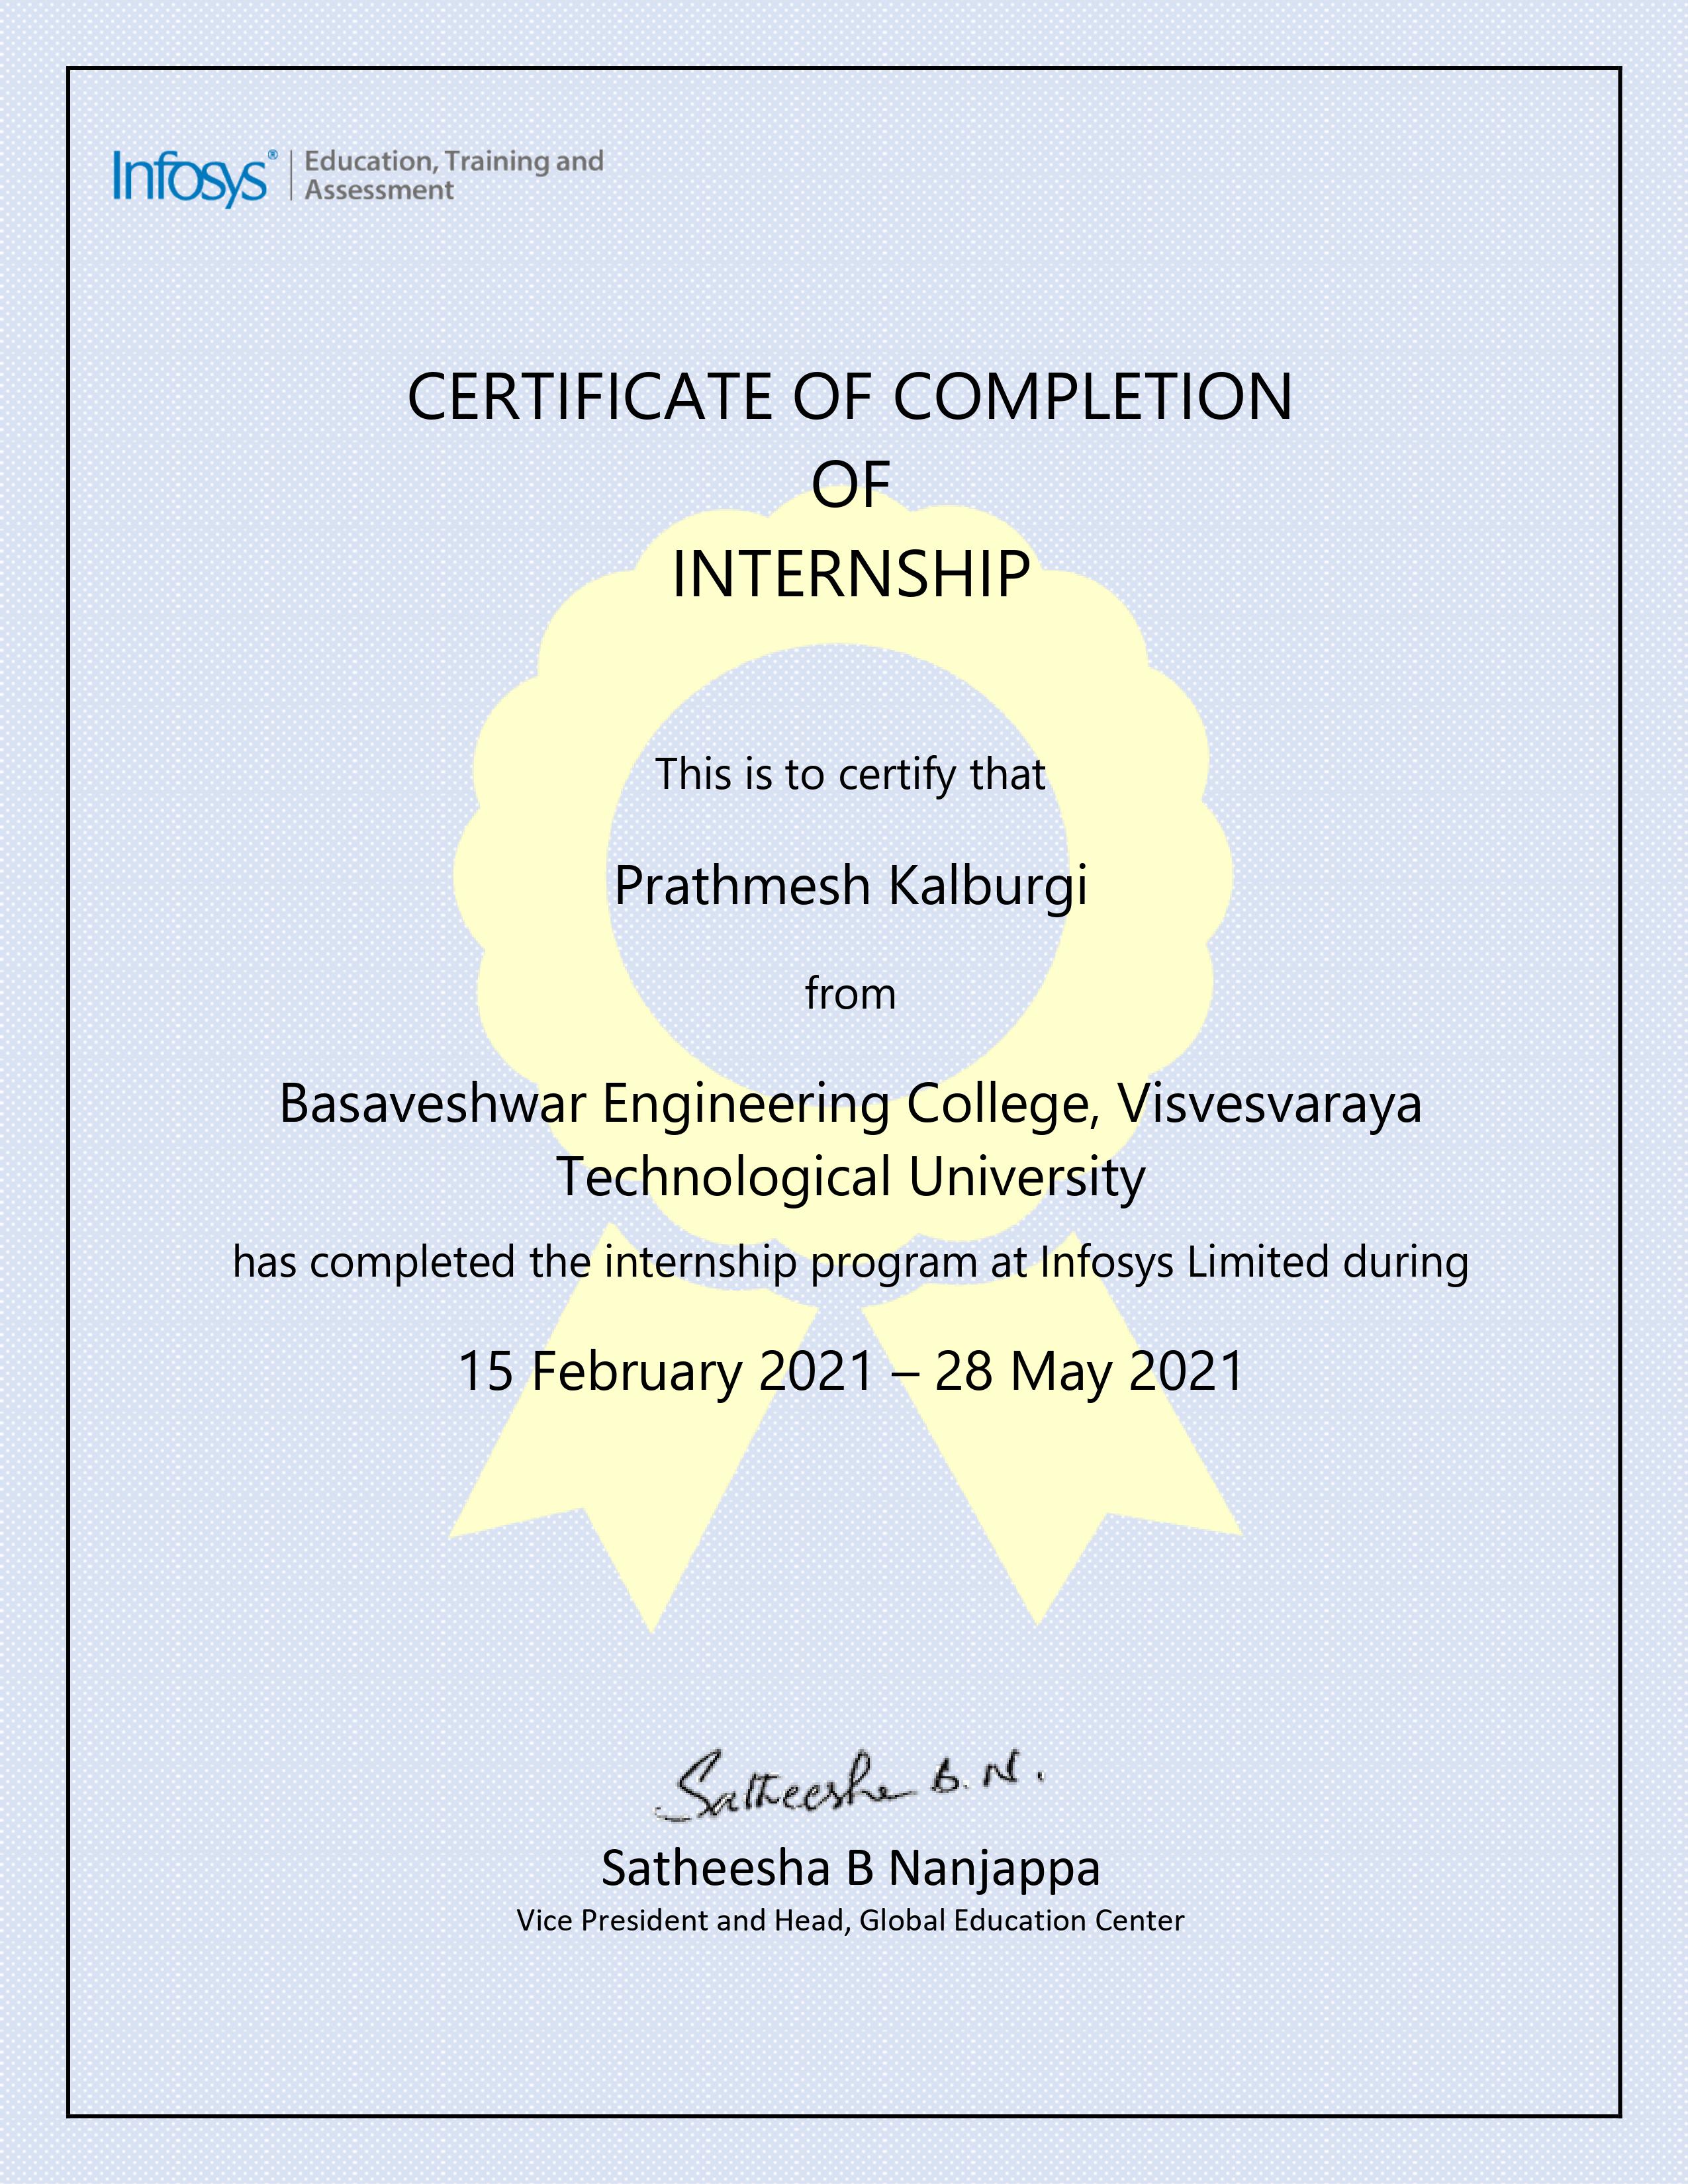 Infosys® | Education, Training and
Assessment
CERTIFICATE OF COMPLETION
OF
INTERNSHIP
This is to certify that
Prathmesh Kalburgi
from
Basaveshwar Engineering College, Visvesvaraya
Technological University
has completed the internship program at Infosys Limited during
15 February 2021 – 28 May 2021
Satheesha B. N.
Satheesha B Nanjappa
Vice President and Head, Global Education Center